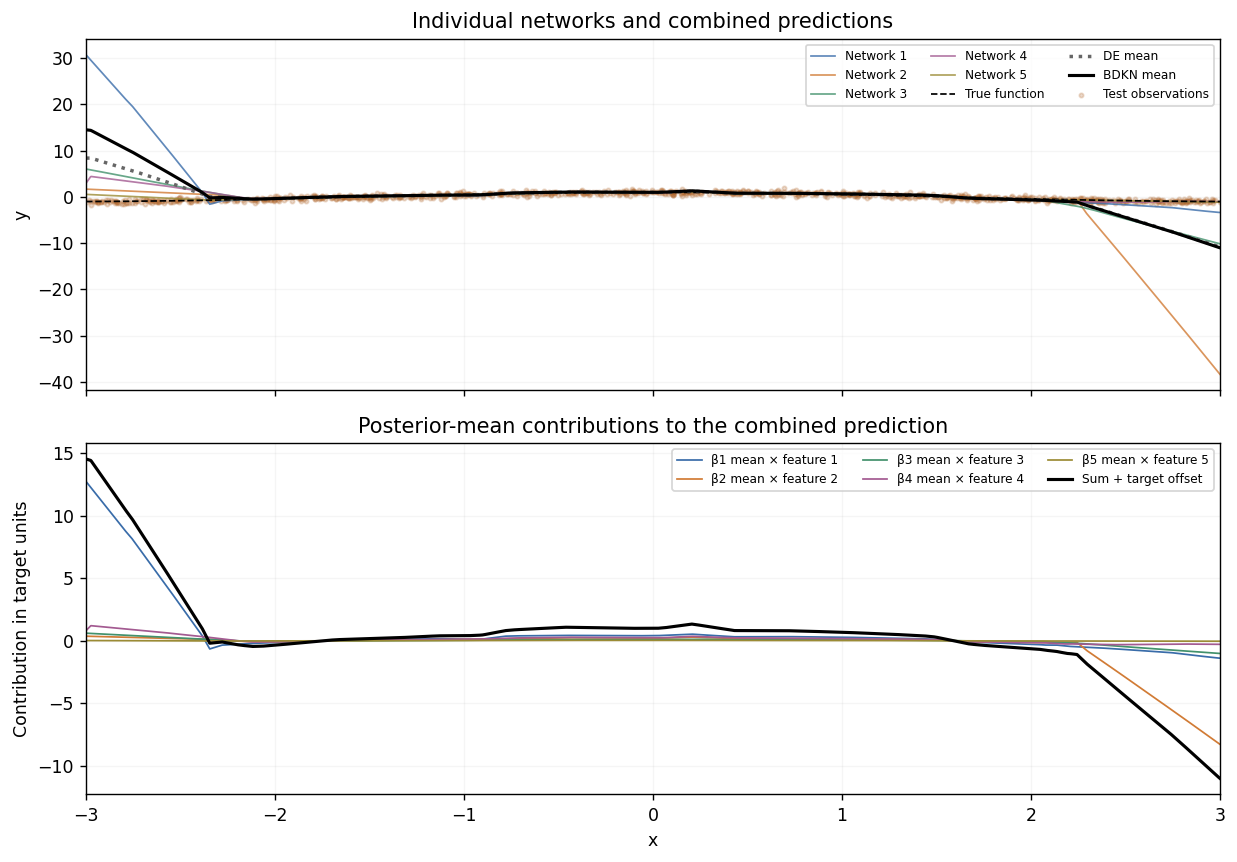 Individual networks and combined predictions
Network 1
Network 2
Network 3
Network 4
Network 5
True function
DE mean
BDKN mean
Test observations
y
30
20
10
0
−10
−20
−30
−40
Posterior-mean contributions to the combined prediction
β1 mean × feature 1
β2 mean × feature 2
β3 mean × feature 3
β4 mean × feature 4
β5 mean × feature 5
Sum + target offset
Contribution in target units
15
10
5
0
−5
−10
−3
−2
−1
0
1
2
3
x